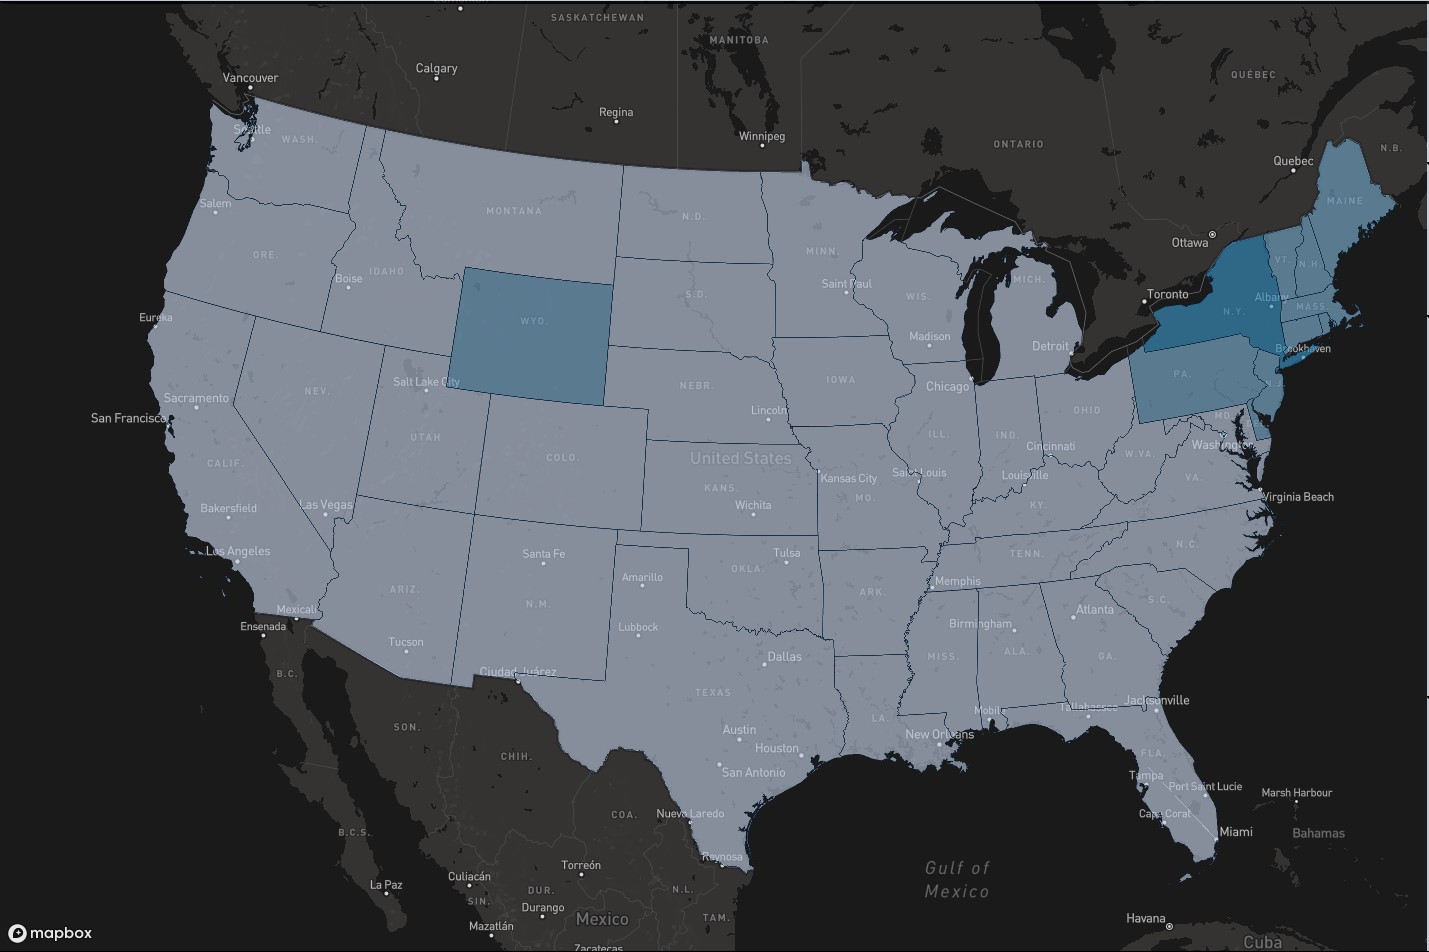 SASKATCHEWAN
MANITOBA
Calgary
Vancouver
QUÉBEC
Regina
Winnipeg
Seattle
WASH.
ONTARIO
N.B.
Quebec
Salem
MONTANA
N.D.
MAINE
Ottawa
ORE.
IDAHO
Boise
MINN.
VT.
N.H.
MICH.
Saint Paul
S.D.
WIS.
Toronto
Albany
MASS.
N.Y.
Eureka
WYO.
Madison
Detroit
Brookhaven
Salt Lake City
NEV.
NEBR.
IOWA
Chicago
PA.
N.J.
Sacramento
San Francisco
Lincoln
OHIO
MD.
UTAH
ILL.
IND.
Cincinnati
Washington
COLO.
United States
W.VA
CALIF.
KANS.
Kansas City
Saint Louis
Louisville
VA.
MO.
Virginia Beach
Bakersfield
Las Vegas
Wichita
KY.
Los Angeles
Santa Fe
Tulsa
TENN.
N.C.
OKLA.
Amarillo
ARIZ.
N.M.
ARK.
Memphis
S.C.
Mexicali
Ensenada
Lubbock
Birmingham
Atlanta
Tucson
Dallas
MISS.
ALA.
GA.
Ciudad Juárez
B.C.
TEXAS
Jacksonville
Mobile
Tallahassee
LA.
SON.
Austin
New Orleans
Houston
CHIH.
FLA.
San Antonio
Tampa
Port Saint Lucie
Marsh Harbour
COA.
Nuevo Laredo
Cape Coral
Miami
Bahamas
B.C.S.
Reynosa
Torreón
Gulf of
Mexico
Culiacán
La Paz
DUR.
N.L.
SIN.
Durango
Mexico
TAM.
Havana
Mazatlán
Cuba
Zacatecas
mapbox